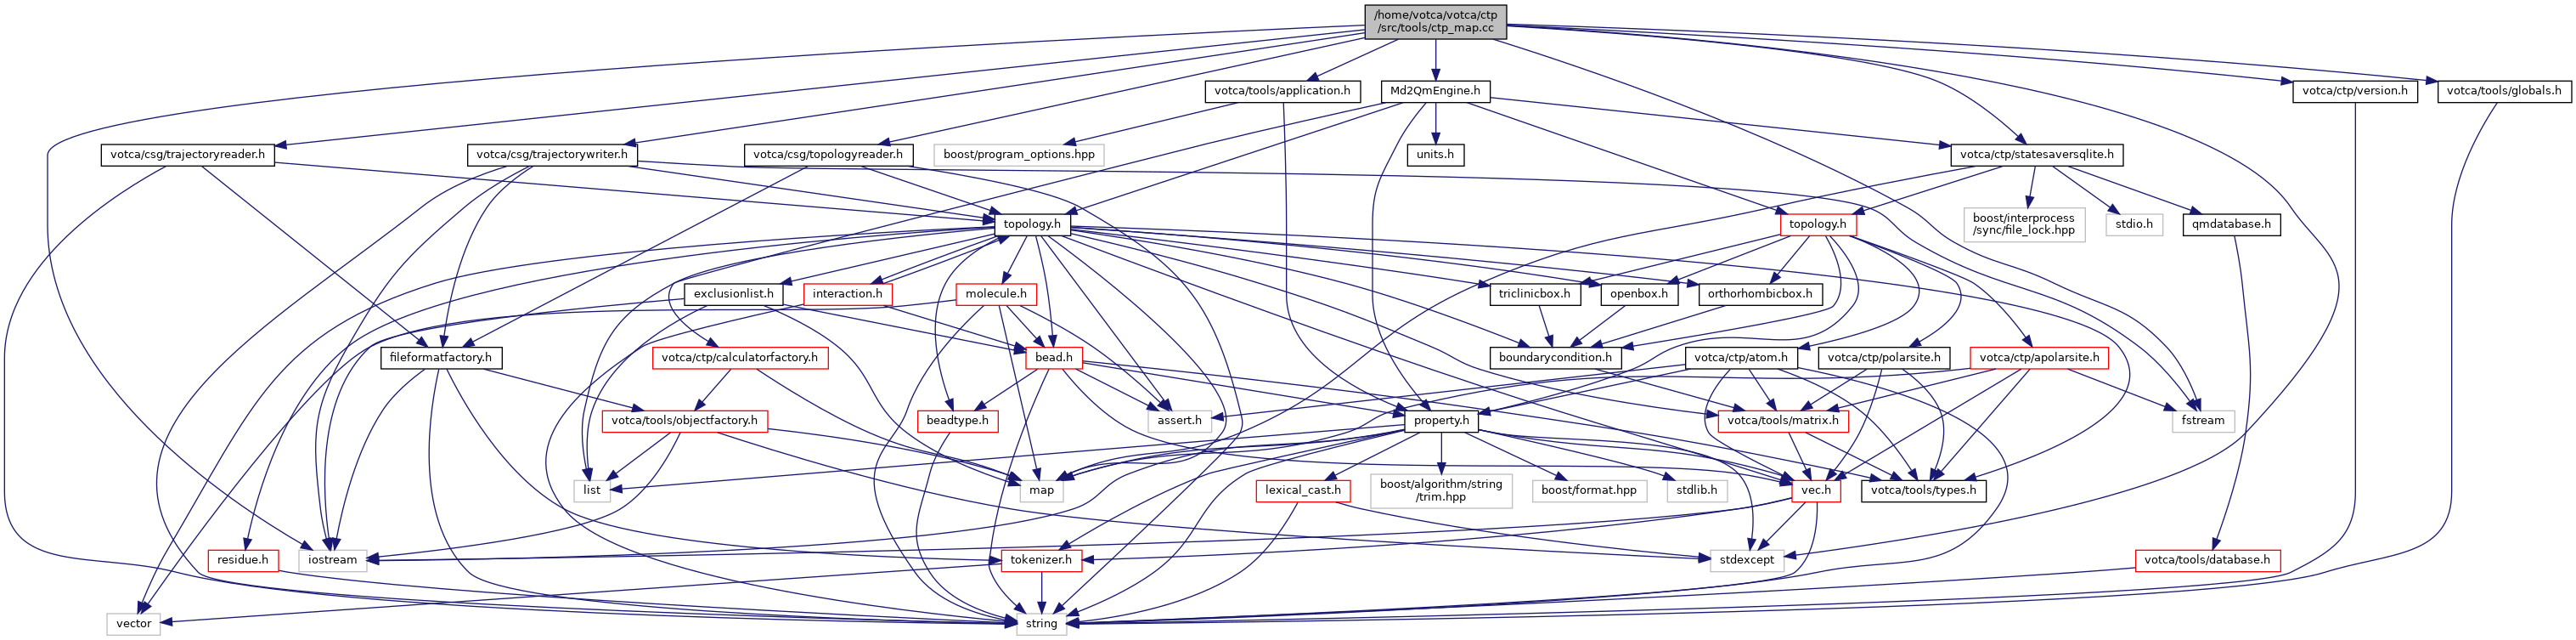 /home/votca/votca/ctp
/src/tools/ctp_map.cc
votca/tools/application.h
Md2QmEngine.h
votca/ctp/version.h
votca/tools/globals.h
votca/csg/trajectoryreader.h
votca/csg/trajectorywriter.h
votca/csg/topologyreader.h
boost/program_options.hpp
units.h
votca/ctp/statesaversqlite.h
topology.h
topology.h
boost/interprocess
/sync/file_lock.hpp
stdio.h
qmdatabase.h
exclusionlist.h
interaction.h
molecule.h
triclinicbox.h
openbox.h
orthorhombicbox.h
fileformatfactory.h
votca/ctp/calculatorfactory.h
bead.h
boundarycondition.h
votca/ctp/atom.h
votca/ctp/polarsite.h
votca/ctp/apolarsite.h
votca/tools/objectfactory.h
beadtype.h
assert.h
property.h
votca/tools/matrix.h
fstream
list
map
lexical_cast.h
boost/algorithm/string
/trim.hpp
boost/format.hpp
stdlib.h
vec.h
votca/tools/types.h
residue.h
iostream
tokenizer.h
stdexcept
votca/tools/database.h
vector
string